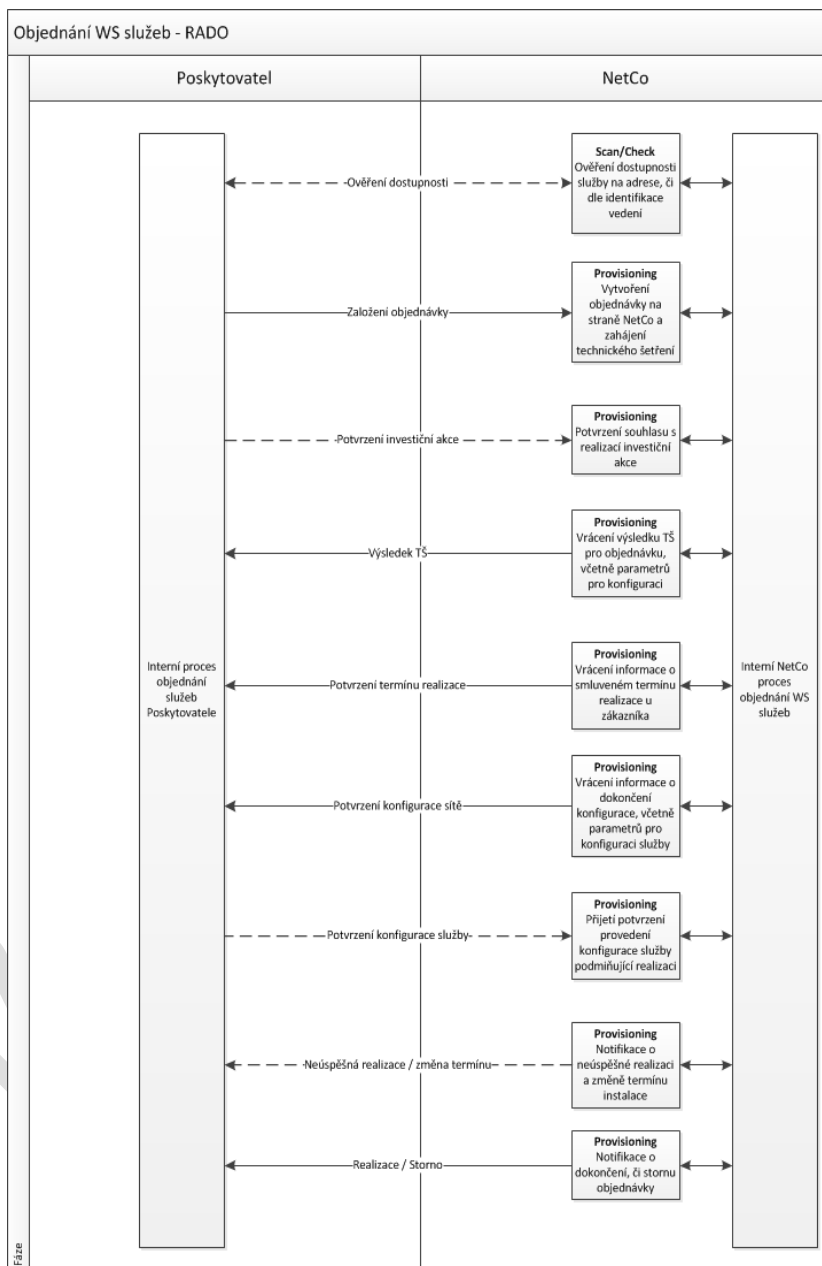 Objednání WS služeb - RADO
Poskytovatel
NetCo
Scan/Check
Ověření dostupnosti
služby na adrese, či
dle identifikace
vedení
Ověření dostupnosti
Provisioning
Vytvoření
objednávky na
straně NetCo a
zahájení
technického šetření
Založení objednávky
Provisioning
Potvrzení souhlasu s
realizací investiční
akce
Potvrzení investiční akce
Provisioning
Vrácení výsledku TŠ
pro objednávku,
včetně parametrů
pro konfiguraci
Výsledek TŠ
Interní proces
objednání
služeb
Poskytovatele
Provisioning
Vrácení informace o
smluveném termínu
realizace u
zákazníka
Potvrzení termínu realizace
Interní NetCo
proces
objednání WS
služeb
Provisioning
Vrácení informace o
dokončení
konfigurace, včetně
parametrů pro
konfiguraci služby
Potvrzení konfigurace sítě
Provisioning
Přijetí potvrzení
provedení
konfigurace služby
podmiňující realizaci
Potvrzení konfigurace služby
Provisioning
Notifikace o
neúspěšné realizaci
a změně termínu
instalace
Neúspěšná realizace / změna termínu
Provisioning
Notifikace o
dokončení, či stornu
objednávky
Realizace / Storno
Fáze